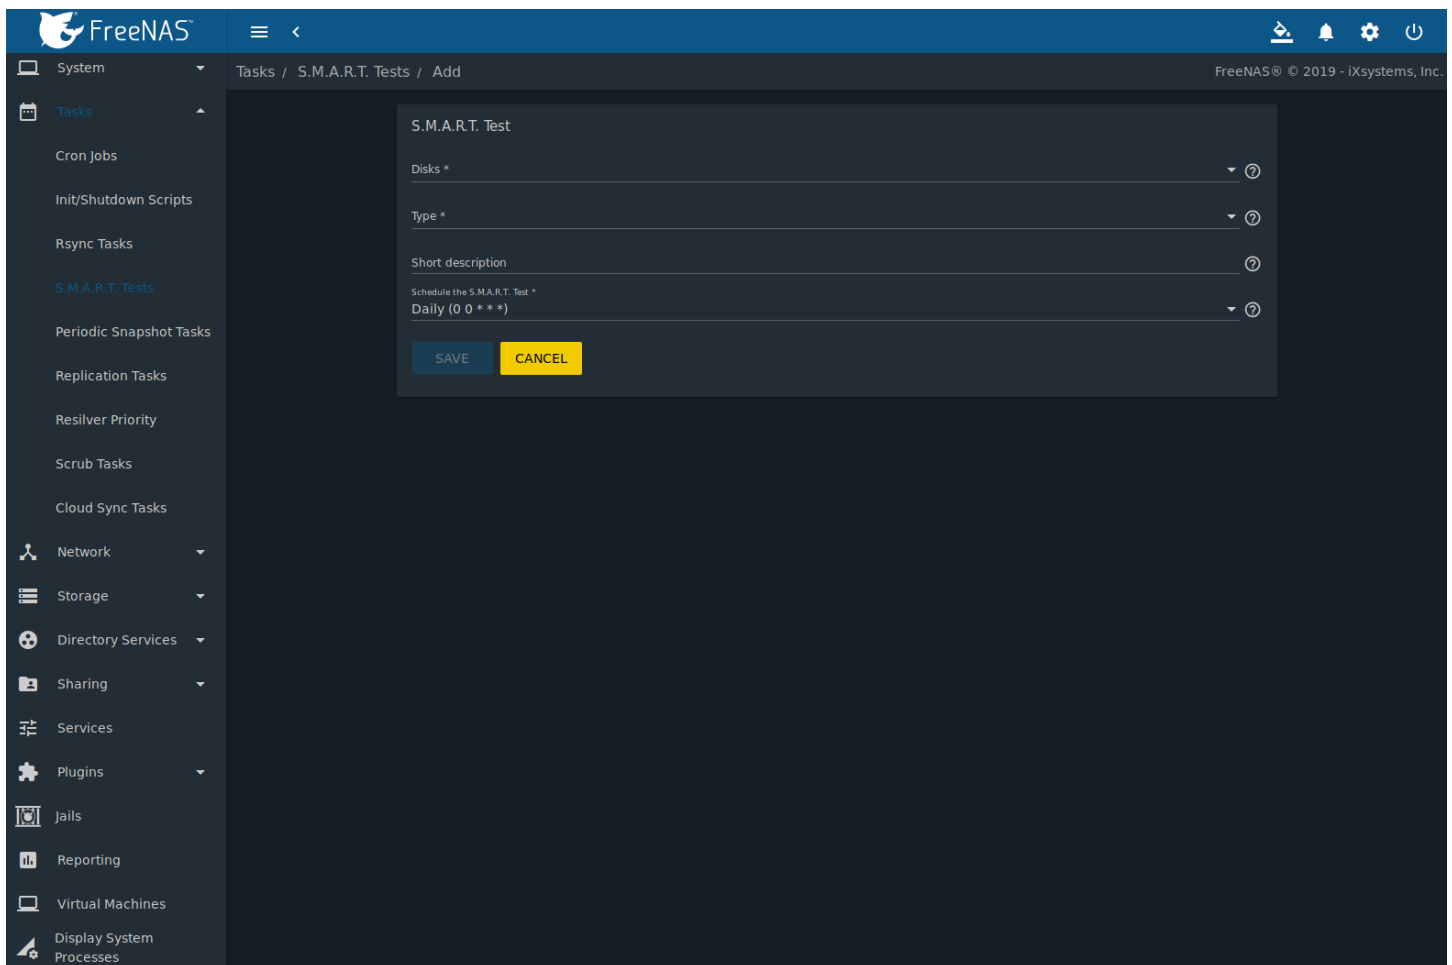 FreeNAS™
System
Tasks
Cron Jobs
Init/Shutdown Scripts
Rsync Tasks
S.M.A.R.T. Tests
Periodic Snapshot Tasks
Replication Tasks
Resilver Priority
Scrub Tasks
Cloud Sync Tasks
Network
Storage
Directory Services
Sharing
Services
Plugins
Jails
Reporting
Virtual Machines
Display System
Processes
Tasks / S.M.A.R.T. Tests / Add
FreeNAS® © 2019 - iXsystems, Inc.
S.M.A.R.T. Test
Disks *
Type *
Short description
Schedule the S.M.A.R.T. Test *
Daily (0 0 * * *)
SAVE CANCEL